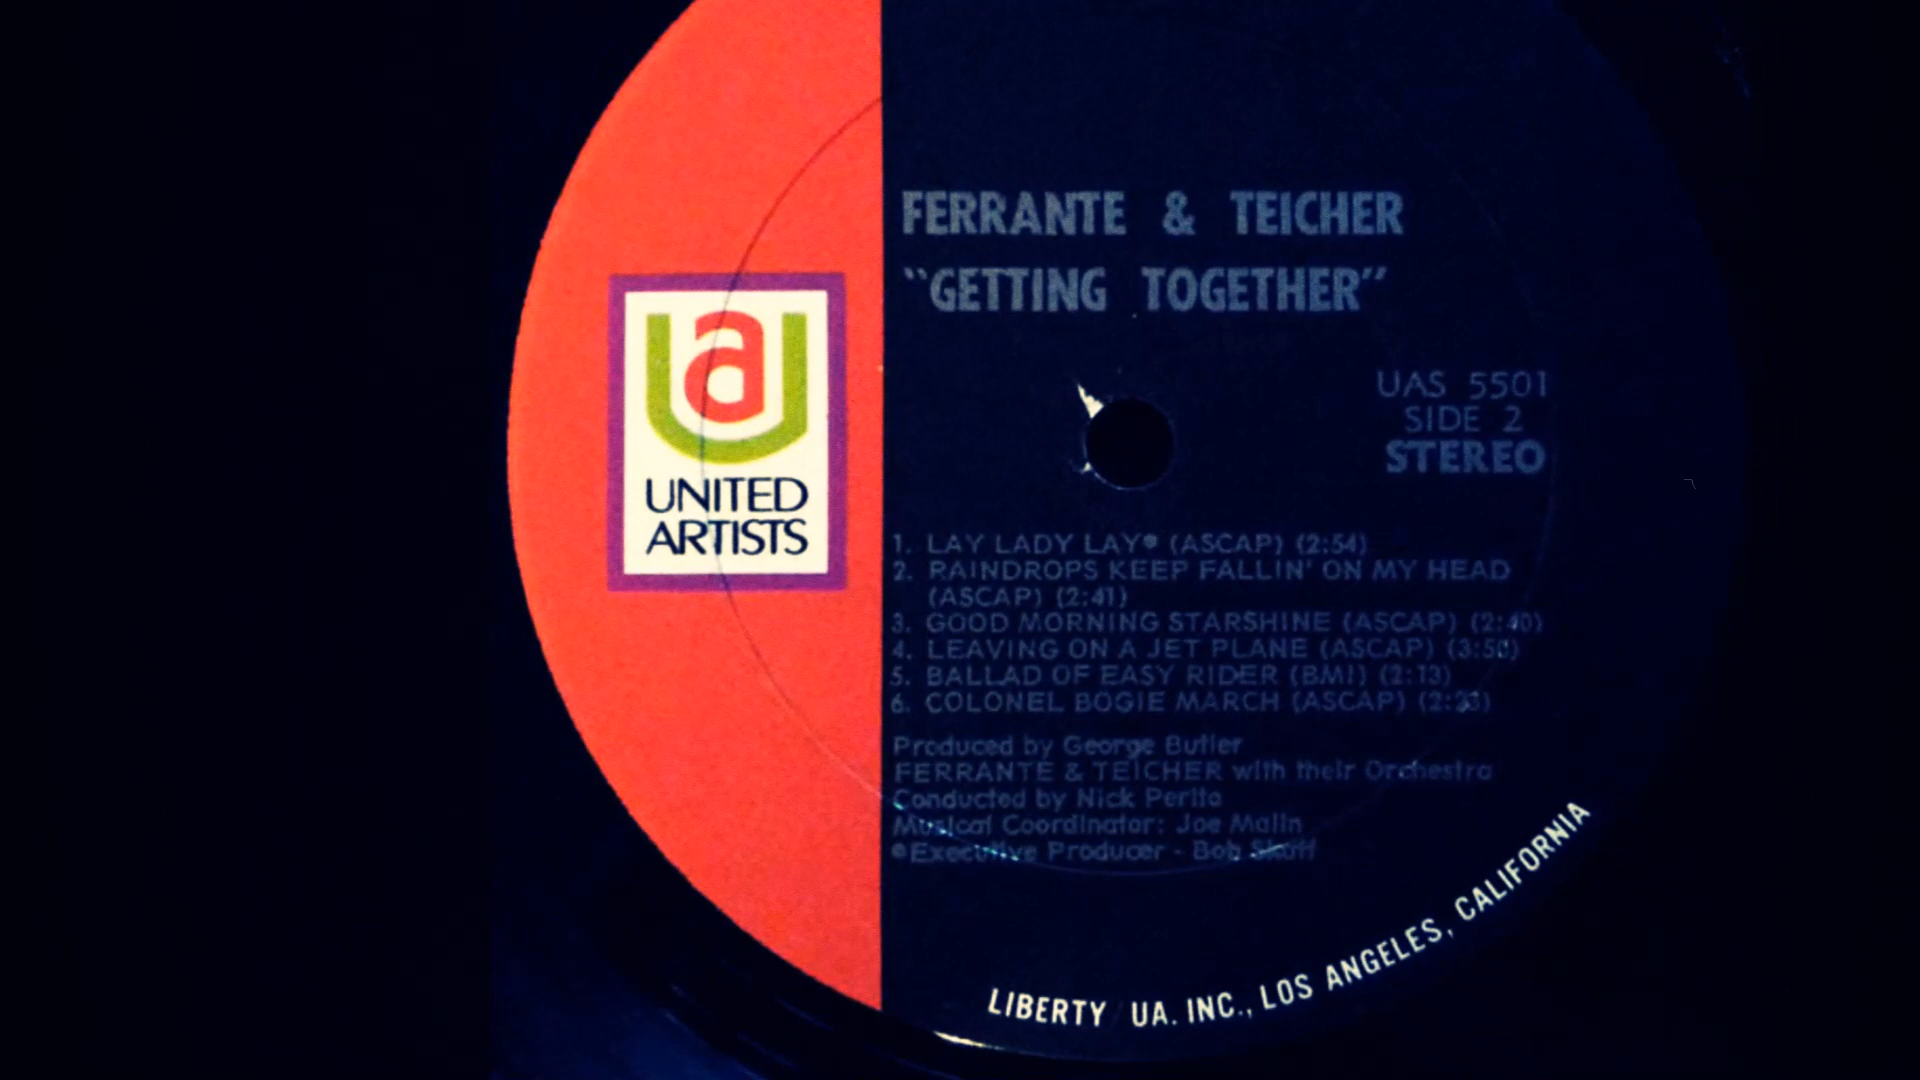 FERRANTE & TEICHER
"GETTING TOGETHER"
ua
UNITED
ARTISTS
UAS 5501
SIDE 2
STEREO
1. LAY LADY LAY® (ASCAP) (2:54)
2. RAINDROPS KEEP FALLIN' ON MY HEAD
(ASCAP) (2:41)
3. GOOD MORNING STARSHINE (ASCAP) (2:40)
4. LEAVING ON A JET PLANE (ASCAP) (3:50)
5. BALLAD OF EASY RIDER (BMI) (2:13)
6. COLONEL BOGIE MARCH (ASCAP) (2:23)
Produced by George Butler
FERRANTE & TEICHER with their Orchestra
Conducted by Nick Perito
Musical Coordinator: Joe Malin
®Executive Producer - Bob Skaff
LIBERTY UA. INC., LOS ANGELES, CALIFORNIA